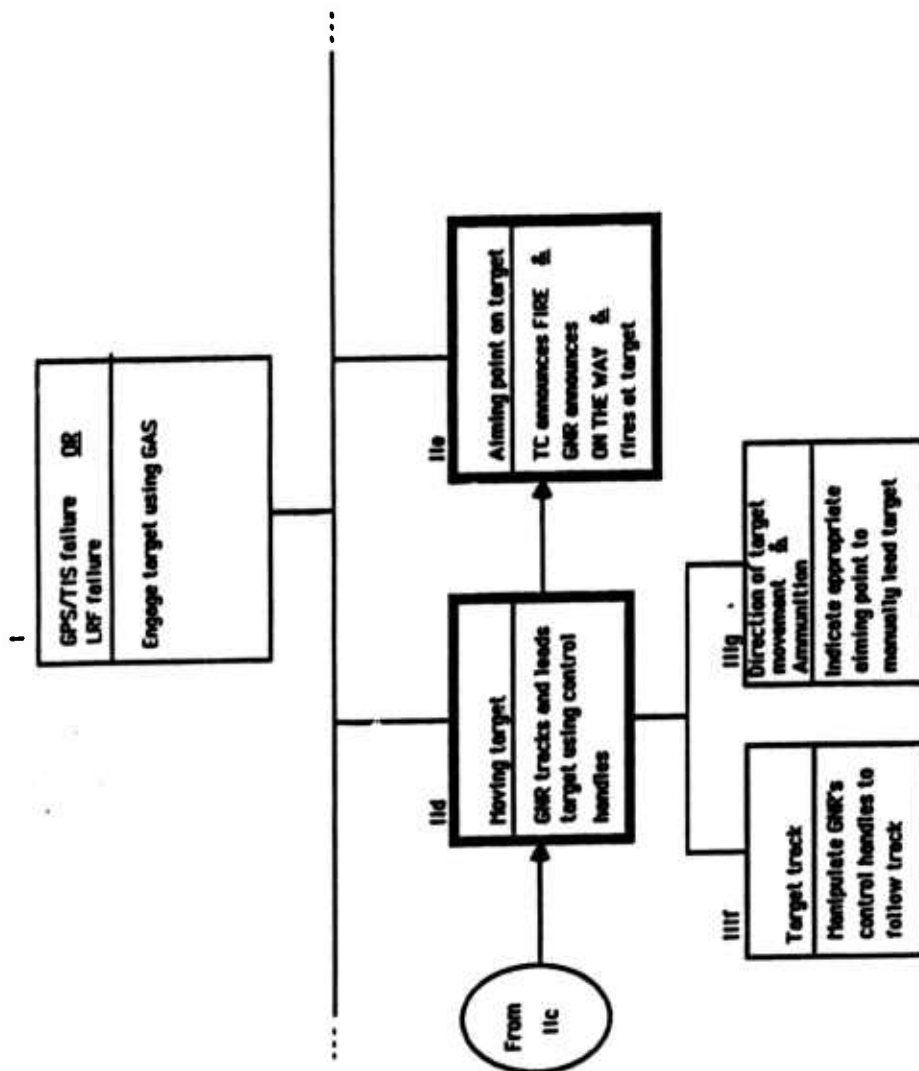 I
GPS/TIS failure OR
LRF failure
Engage target using GAS
...
...
IId
Moving target
GNR tracks and leads
target using control
handles
IIe
Aiming point on target
TC announces FIRE &
GNR announces
ON THE WAY &
fires at target
From
IIc
IIIf
Target track
Manipulate GNR's
control handles to
follow track
IIIg
Direction of target
movement &
Ammunition
Indicate appropriate
aiming point to
manually lead target